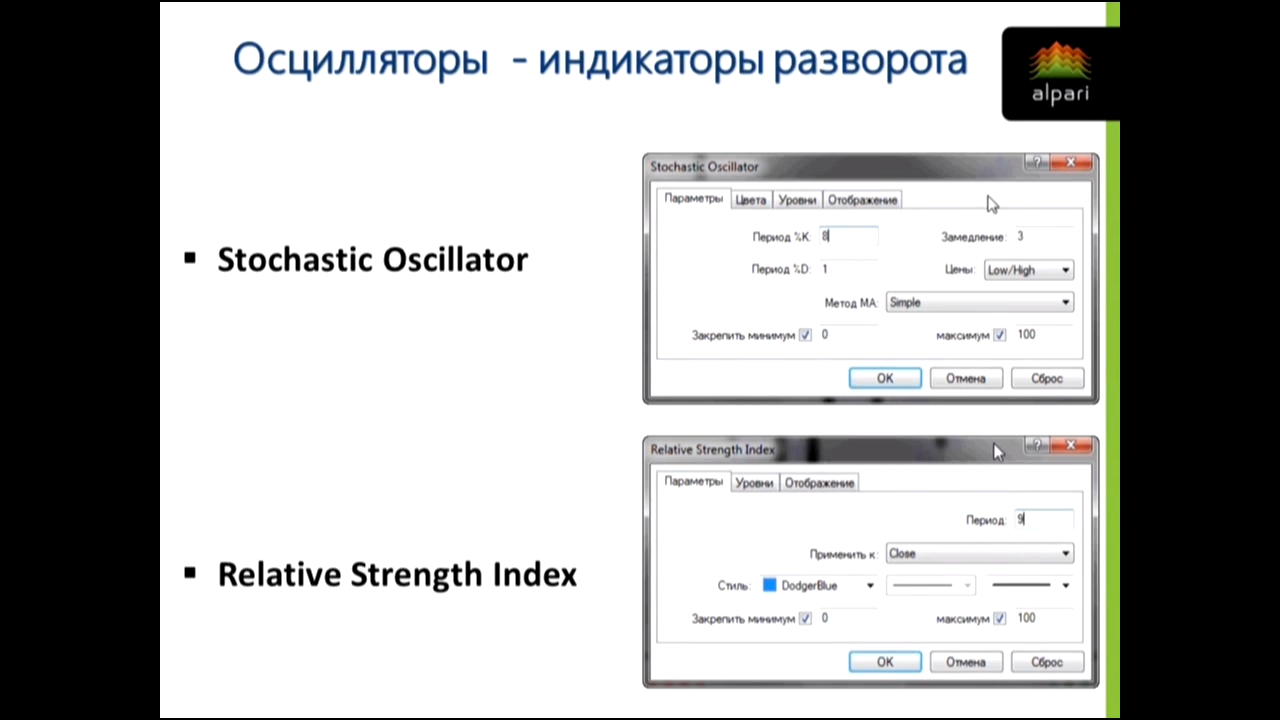 Осцилляторы - индикаторы разворота
alpari
▪ Stochastic Oscillator
Stochastic Oscillator
Параметры Цвета Уровни Отображение
Период %K: 8 Замедление: 3
Период %D: 1 Цены: Low/High
Метод MA: Simple
Закрепить минимум 0 максимум 100
OK Отмена Сброс
▪ Relative Strength Index
Relative Strength Index
Параметры Уровни Отображение
Период: 9
Применить к: Close
Стиль: DodgerBlue
Закрепить минимум 0 максимум 100
OK Отмена Сброс